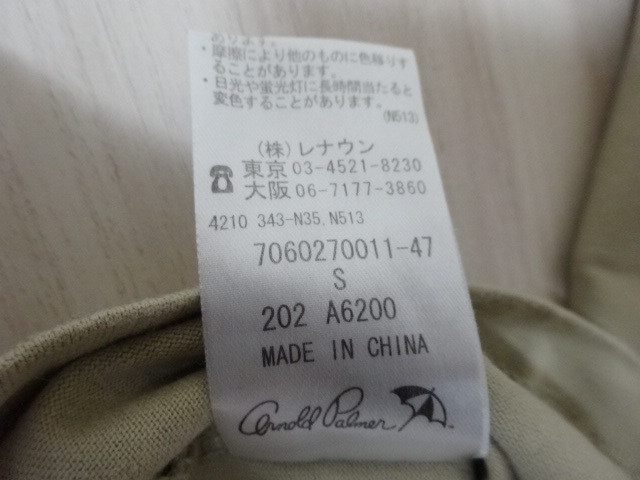 あります。
・摩擦により他のものに色移りす
ることがあります。
・日光や蛍光灯に長時間当たると
変色することがあります。
(N513)
(株)レナウン
☎東京 03-4521-8230
大阪 06-7177-3860
4210 343-N35, N513
7060270011-47
S
202 A6200
MADE IN CHINA
Arnold Palmer